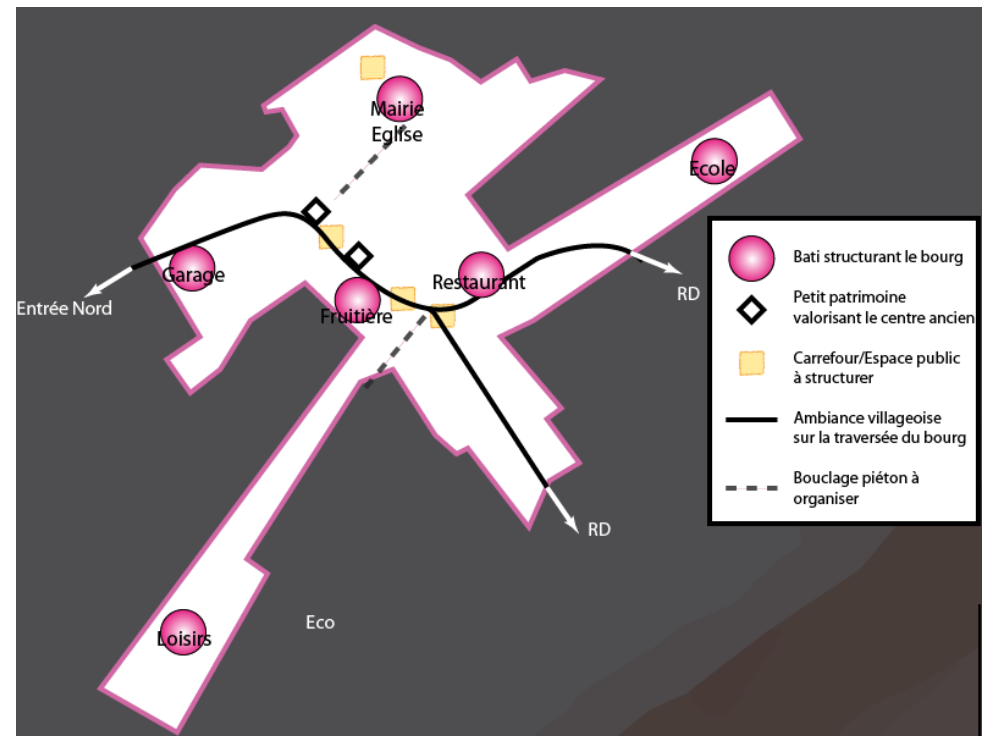 Mairie
Eglise
Ecole
Garage
Restaurant
Entrée Nord
Fruitière
RD
RD
Eco
Loisirs
Bati structurant le bourg
Petit patrimoine
valorisant le centre ancien
Carrefour/Espace public
à structurer
Ambiance villageoise
sur la traversée du bourg
Bouclage piéton à
organiser